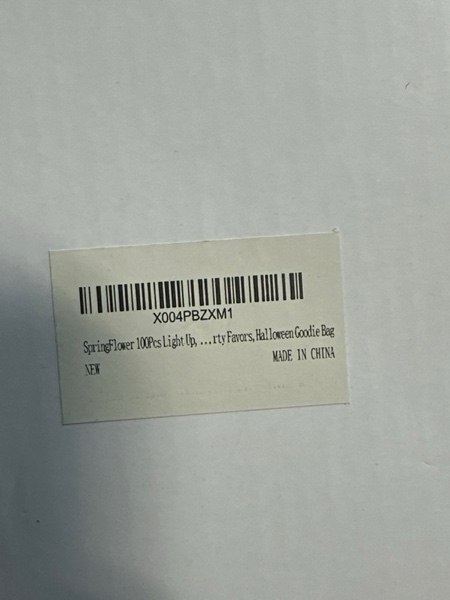 X004PBZXM1
SpringFlower 100Pcs Light Up, ...rty Favors, Halloween Goodie Bag
NEW MADE IN CHINA